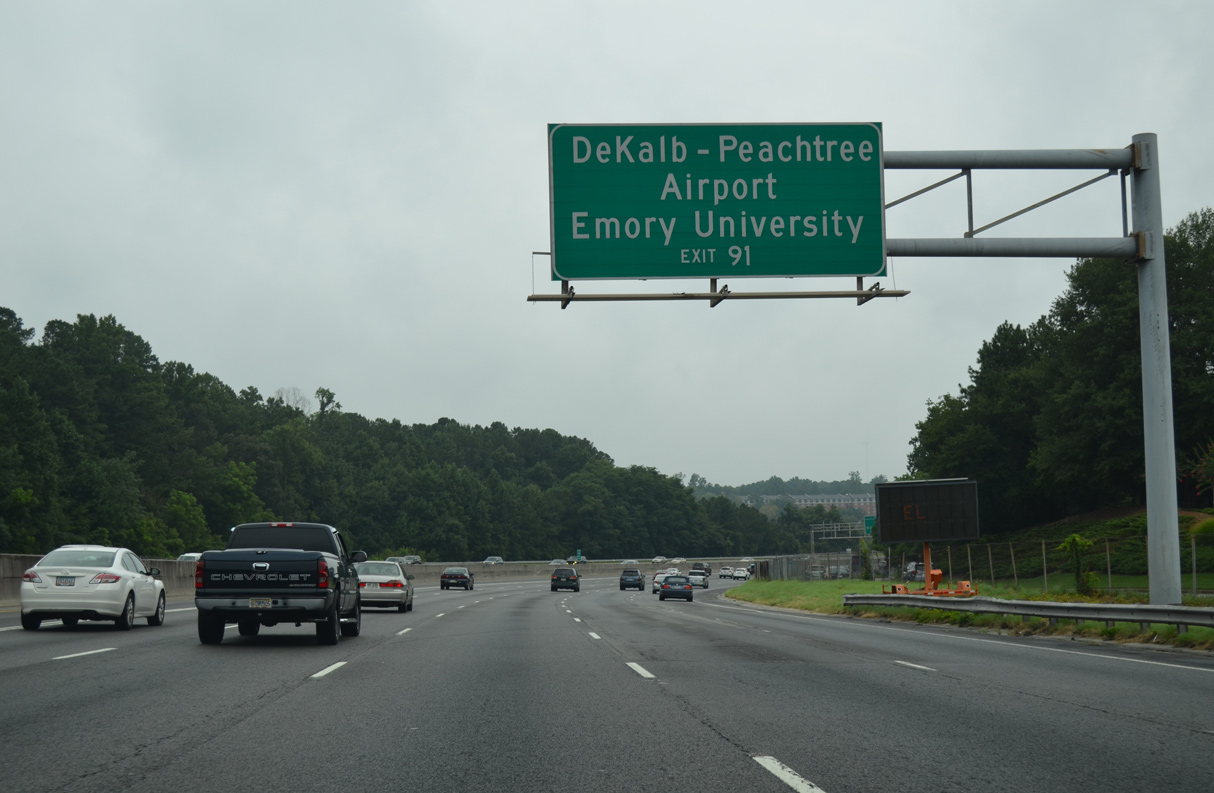 DeKalb - Peachtree
Airport
Emory University
EXIT 91
CHEVROLET